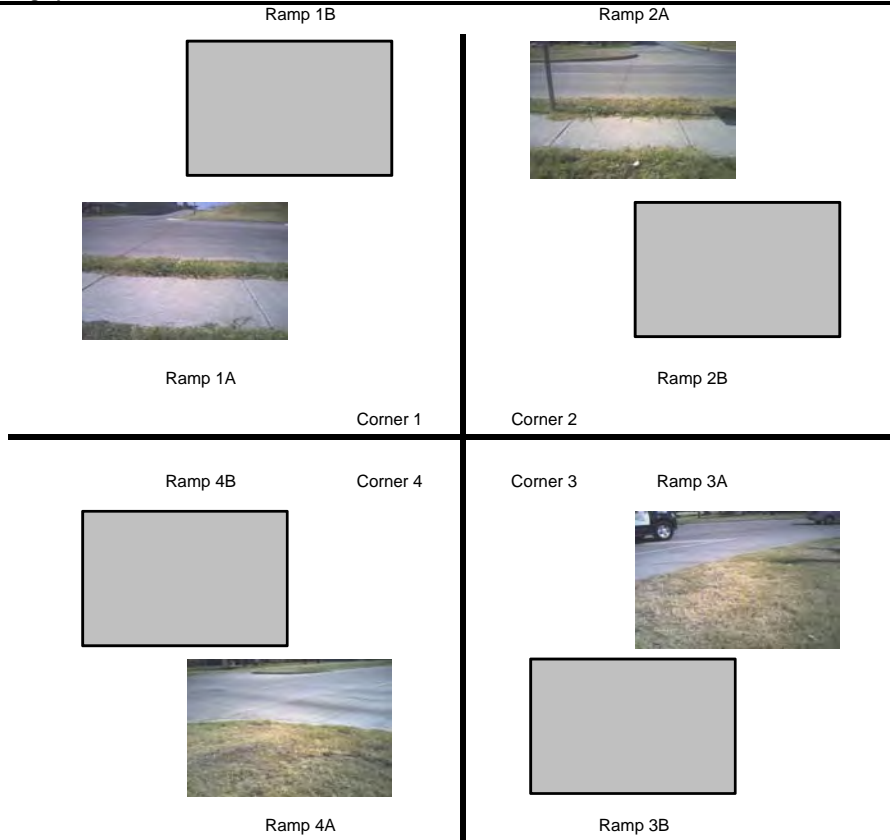 Ramp 1B
Ramp 2A
Ramp 1A
Ramp 2B
Corner 1
Corner 2
Ramp 4B
Corner 4
Corner 3
Ramp 3A
Ramp 4A
Ramp 3B